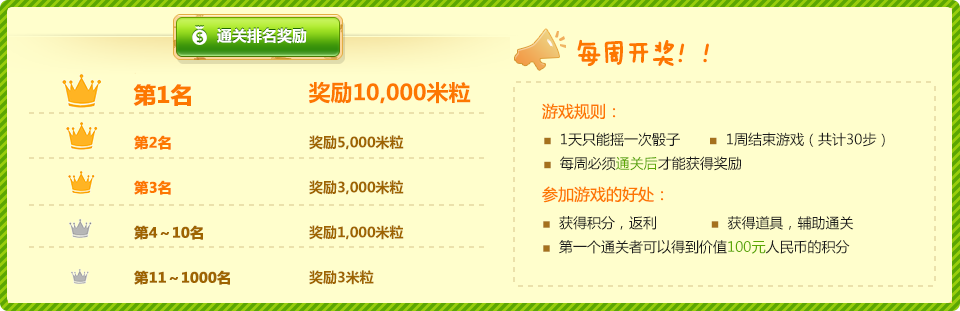 通关排名奖励
第1名 奖励10,000米粒
第2名 奖励5,000米粒
第3名 奖励3,000米粒
第4~10名 奖励1,000米粒
第11~1000名 奖励3米粒
每周开奖！！
游戏规则：
■ 1天只能摇一次骰子 ■ 1周结束游戏（共计30步）
■ 每周必须通关后才能获得奖励
参加游戏的好处：
■ 获得积分，返利 ■ 获得道具，辅助通关
■ 第一个通关者可以得到价值100元人民币的积分